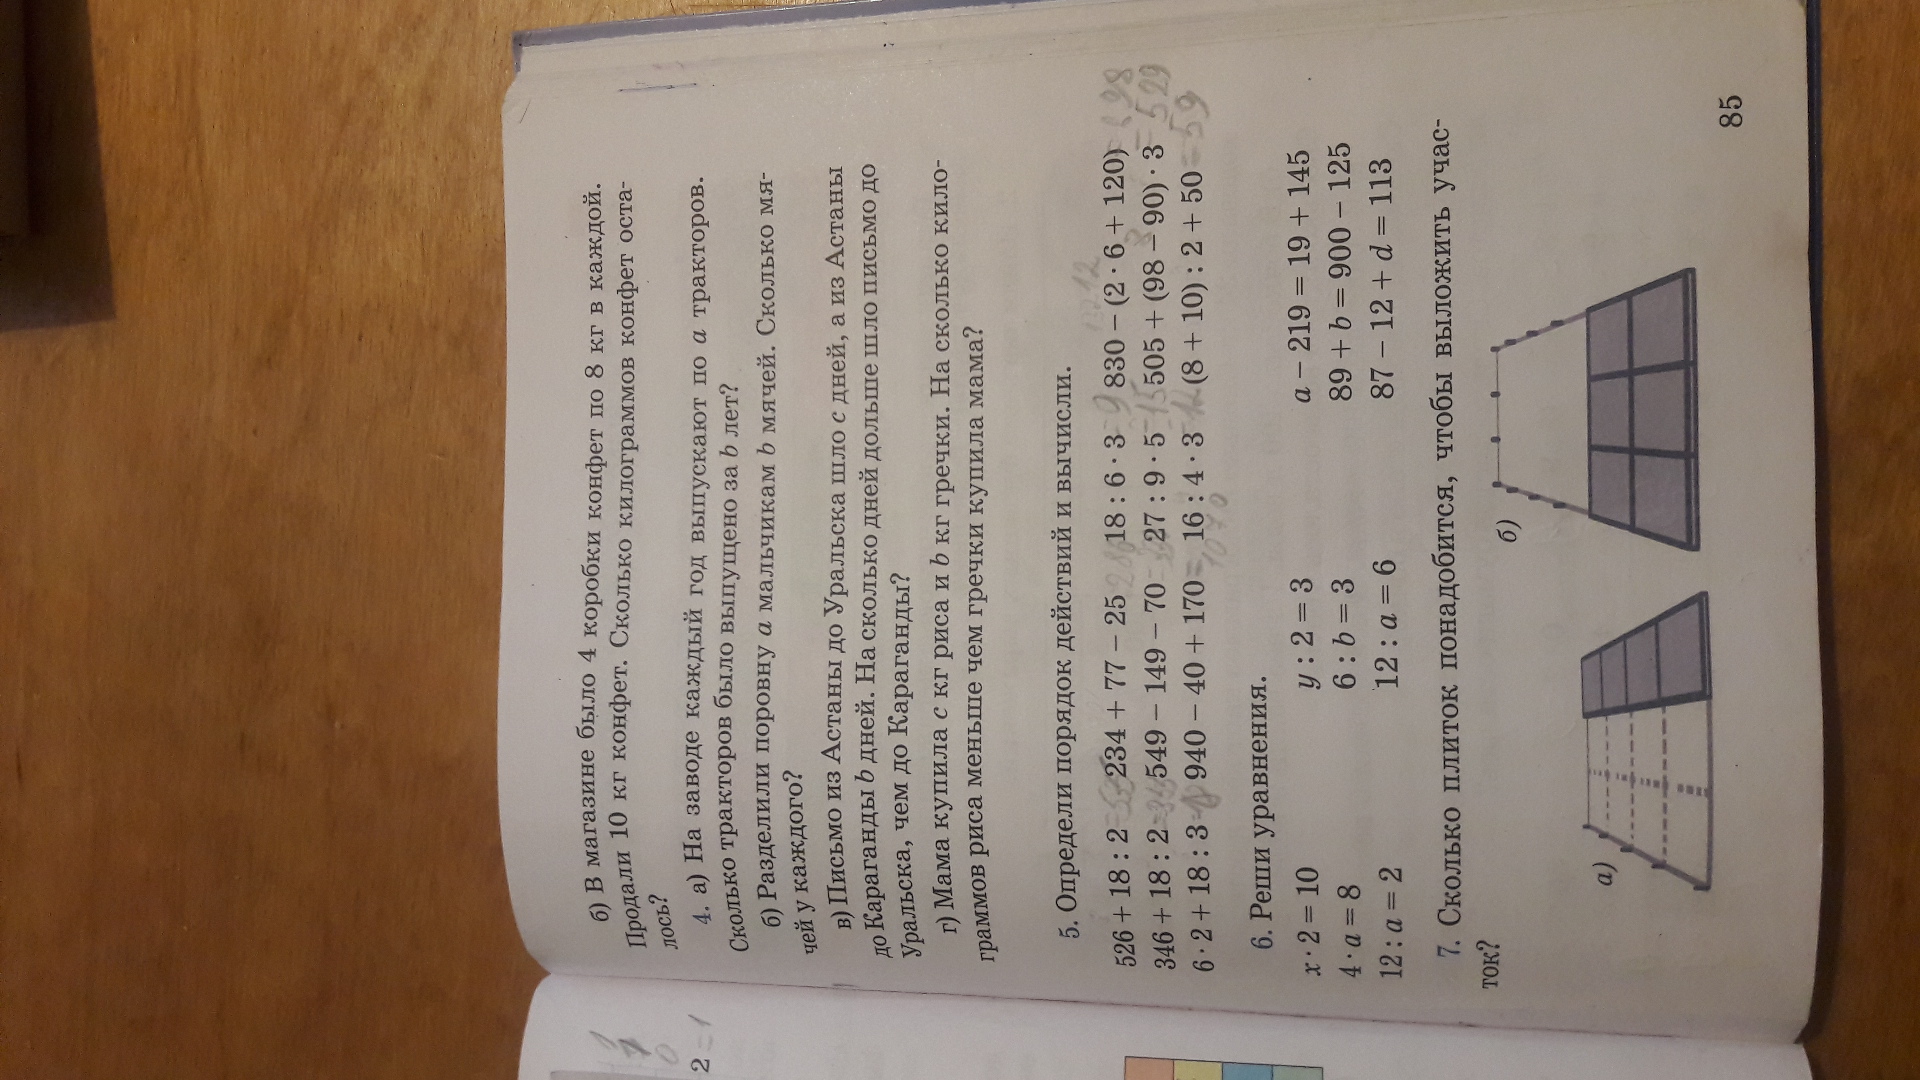 б) В магазине было 4 коробки конфет по 8 кг в каждой.
Продали 10 кг конфет. Сколько килограммов конфет оста-
лось?
4. а) На заводе каждый год выпускают по a тракторов.
Сколько тракторов было выпущено за b лет?
б) Разделили поровну a мальчикам b мячей. Сколько мя-
чей у каждого?
в) Письмо из Астаны до Уральска шло c дней, а из Астаны
до Караганды b дней. На сколько дней дольше шло письмо до
Уральска, чем до Караганды?
г) Мама купила c кг риса и b кг гречки. На сколько кило-
граммов риса меньше чем гречки купила мама?
5. Определи порядок действий и вычисли.
526 + 18 : 2 234 + 77 − 25 18 : 6 · 3 9 830 − (2 · 6 + 120)
346 + 18 : 2 549 − 149 − 70 27 : 9 · 5 15 505 + (98 − 90) · 3 = 529
6 · 2 + 18 : 3 940 − 40 + 170 = 1070 16 : 4 · 3 (8 + 10) : 2 + 50 = 59
6. Реши уравнения.
x · 2 = 10 y : 2 = 3 a − 219 = 19 + 145
4 · a = 8 6 : b = 3 89 + b = 900 − 125
12 : a = 2 12 : a = 6 87 − 12 + d = 113
7. Сколько плиток понадобится, чтобы выложить учас-
ток?
а) б)
85
2 = 1